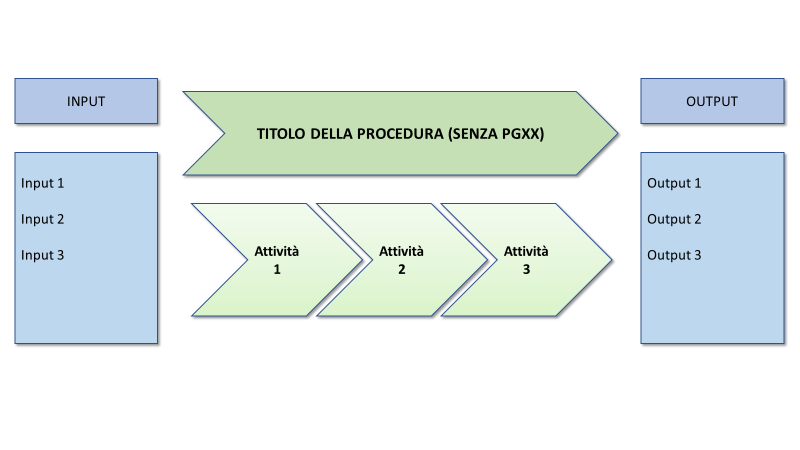 INPUT
TITOLO DELLA PROCEDURA (SENZA PGXX)
OUTPUT
Input 1
Input 2
Input 3
Attività
1
Attività
2
Attività
3
Output 1
Output 2
Output 3